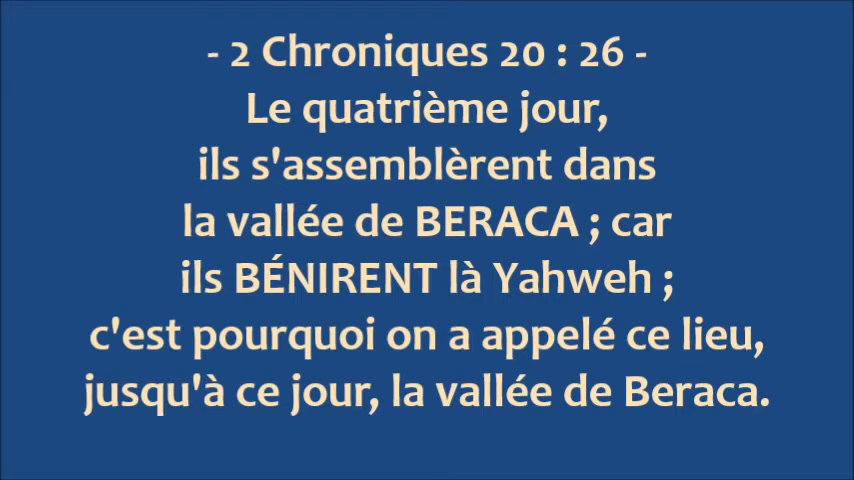 - 2 Chroniques 20 : 26 -
Le quatrième jour,
ils s'assemblèrent dans
la vallée de BERACA ; car
ils BÉNIRENT là Yahweh ;
c'est pourquoi on a appelé ce lieu,
jusqu'à ce jour, la vallée de Beraca.